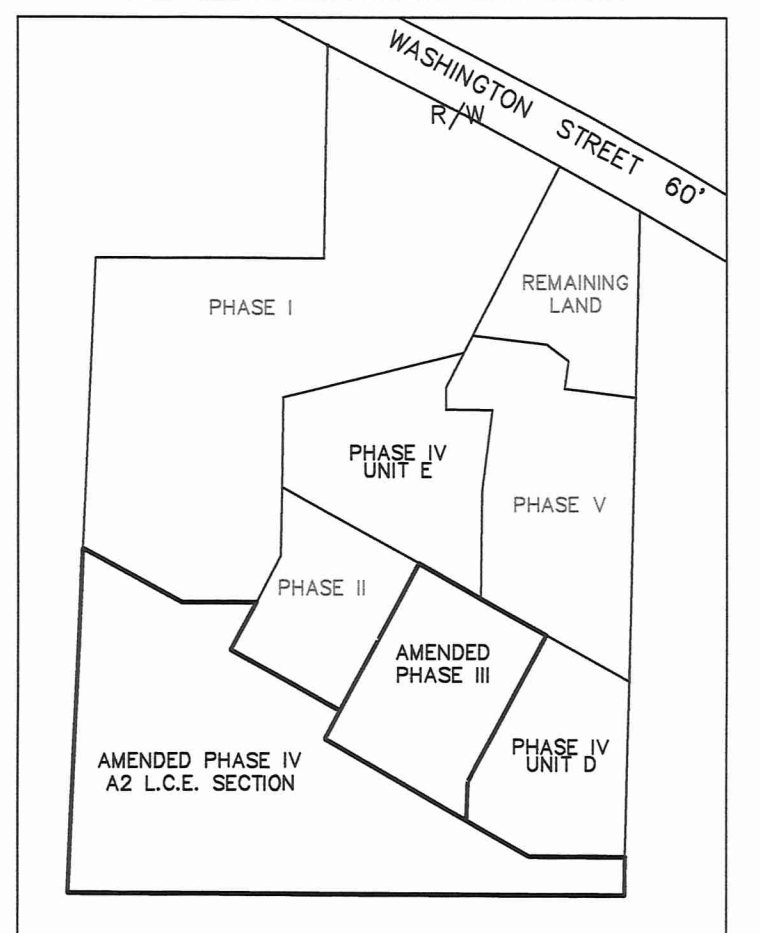 WASHINGTON STREET 60'
R/W
REMAINING
LAND
PHASE I
PHASE IV
UNIT E
PHASE V
PHASE II
AMENDED
PHASE III
PHASE IV
UNIT D
AMENDED PHASE IV
A2 L.C.E. SECTION